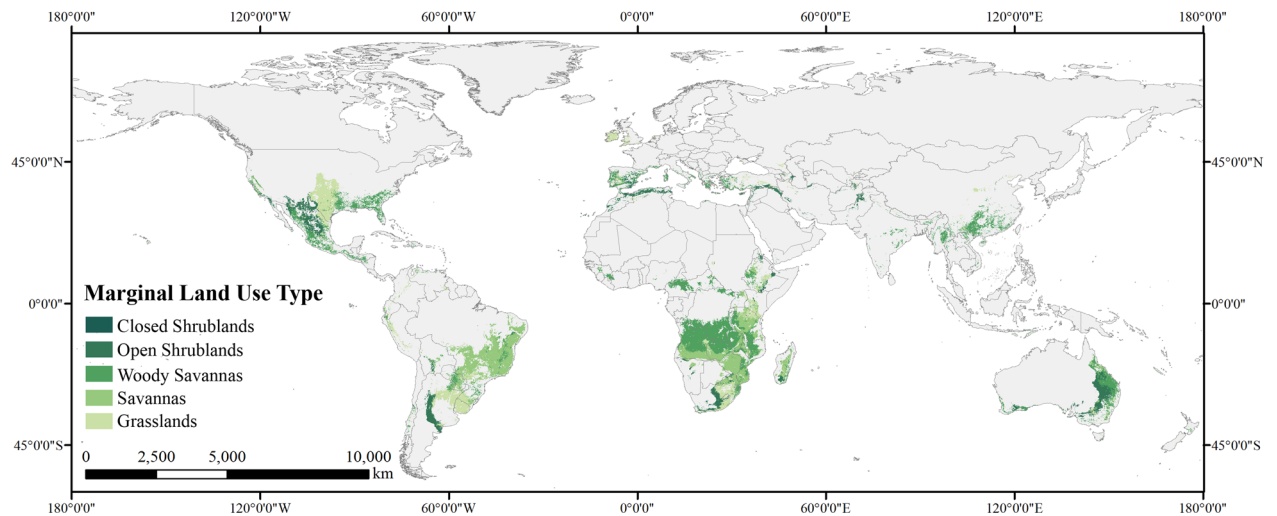 180°0'0" 120°0'0"W 60°0'0"W 0°0'0" 60°0'0"E 120°0'0"E 180°0'0"
45°0'0"N 45°0'0"N
0°0'0" 0°0'0"
Marginal Land Use Type
Closed Shrublands
Open Shrublands
Woody Savannas
Savannas
Grasslands
45°0'0"S 45°0'0"S
0 2,500 5,000 10,000
km
180°0'0" 120°0'0"W 60°0'0"W 0°0'0" 60°0'0"E 120°0'0"E 180°0'0"